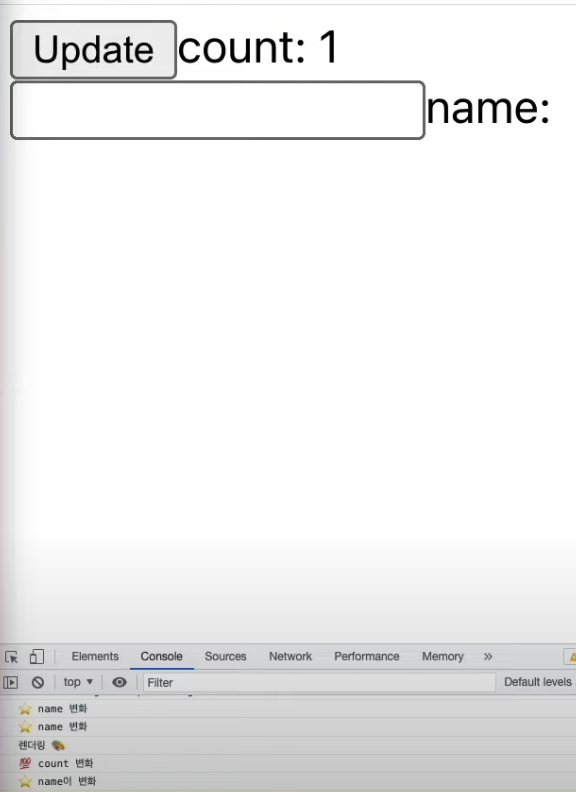 Update count: 1
name:
Elements Console Sources Network Performance Memory »
top ▼ Filter Default levels
⭐ name 변화
⭐ name 변화
렌더링 🎨
💯 count 변화
⭐ name이 변화